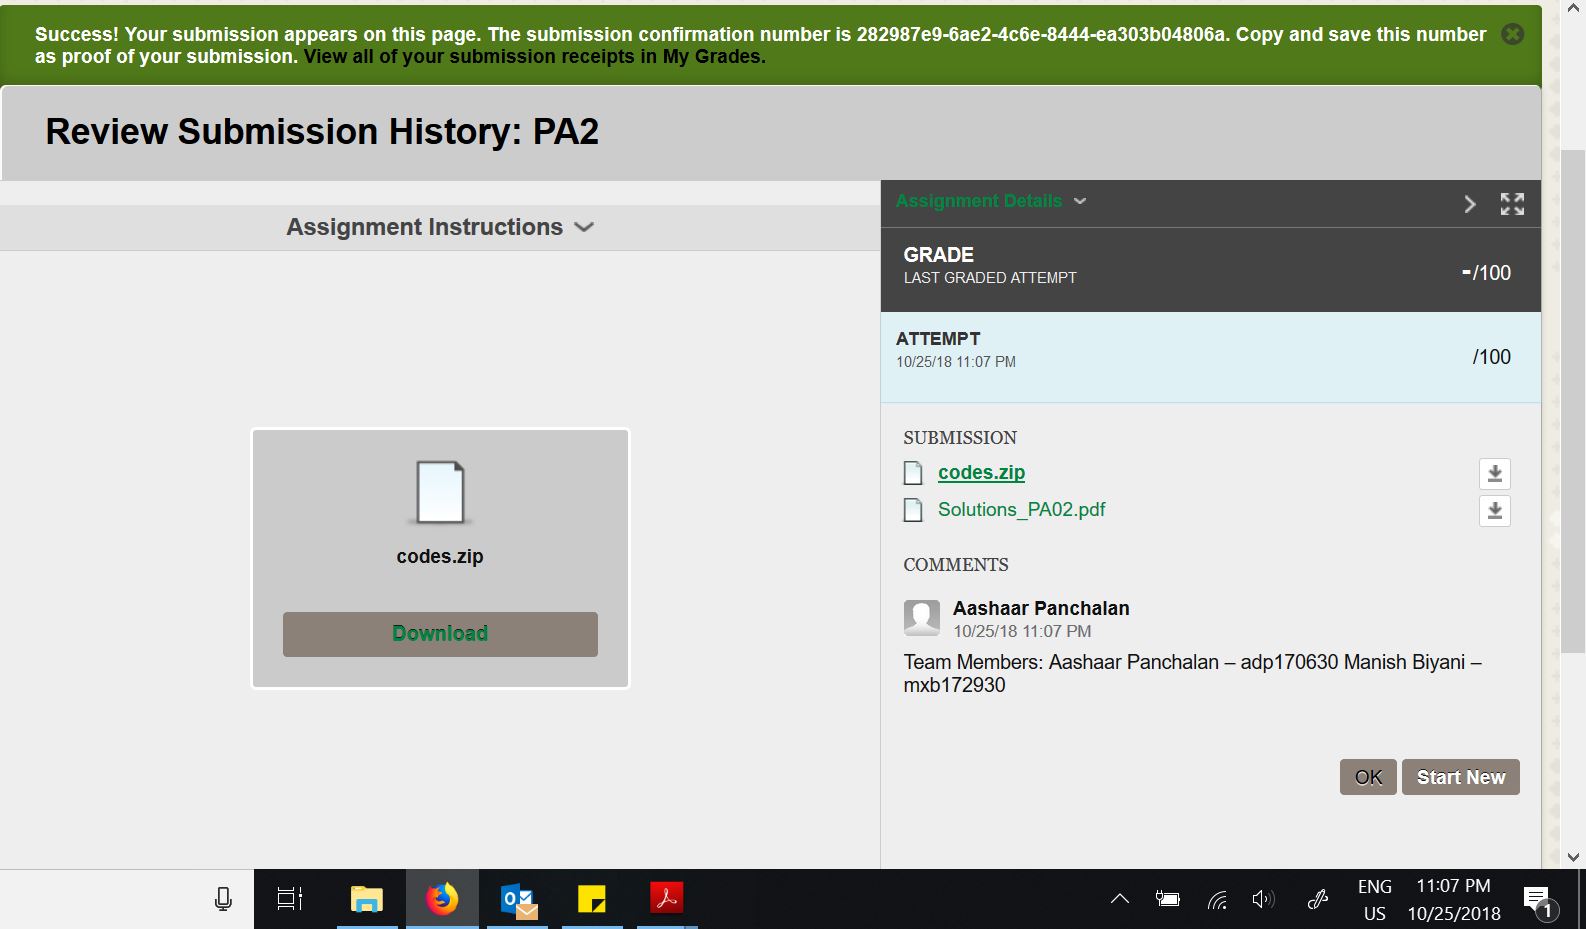 Success! Your submission appears on this page. The submission confirmation number is 282987e9-6ae2-4c6e-8444-ea303b04806a. Copy and save this number
as proof of your submission. View all of your submission receipts in My Grades.
Review Submission History: PA2
Assignment Instructions
codes.zip
Download
Assignment Details
GRADE
LAST GRADED ATTEMPT
-/100
ATTEMPT
10/25/18 11:07 PM
/100
SUBMISSION
codes.zip
Solutions_PA02.pdf
COMMENTS
Aashaar Panchalan
10/25/18 11:07 PM
Team Members: Aashaar Panchalan – adp170630 Manish Biyani –
mxb172930
OK Start New
ENG 11:07 PM
US 10/25/2018
1